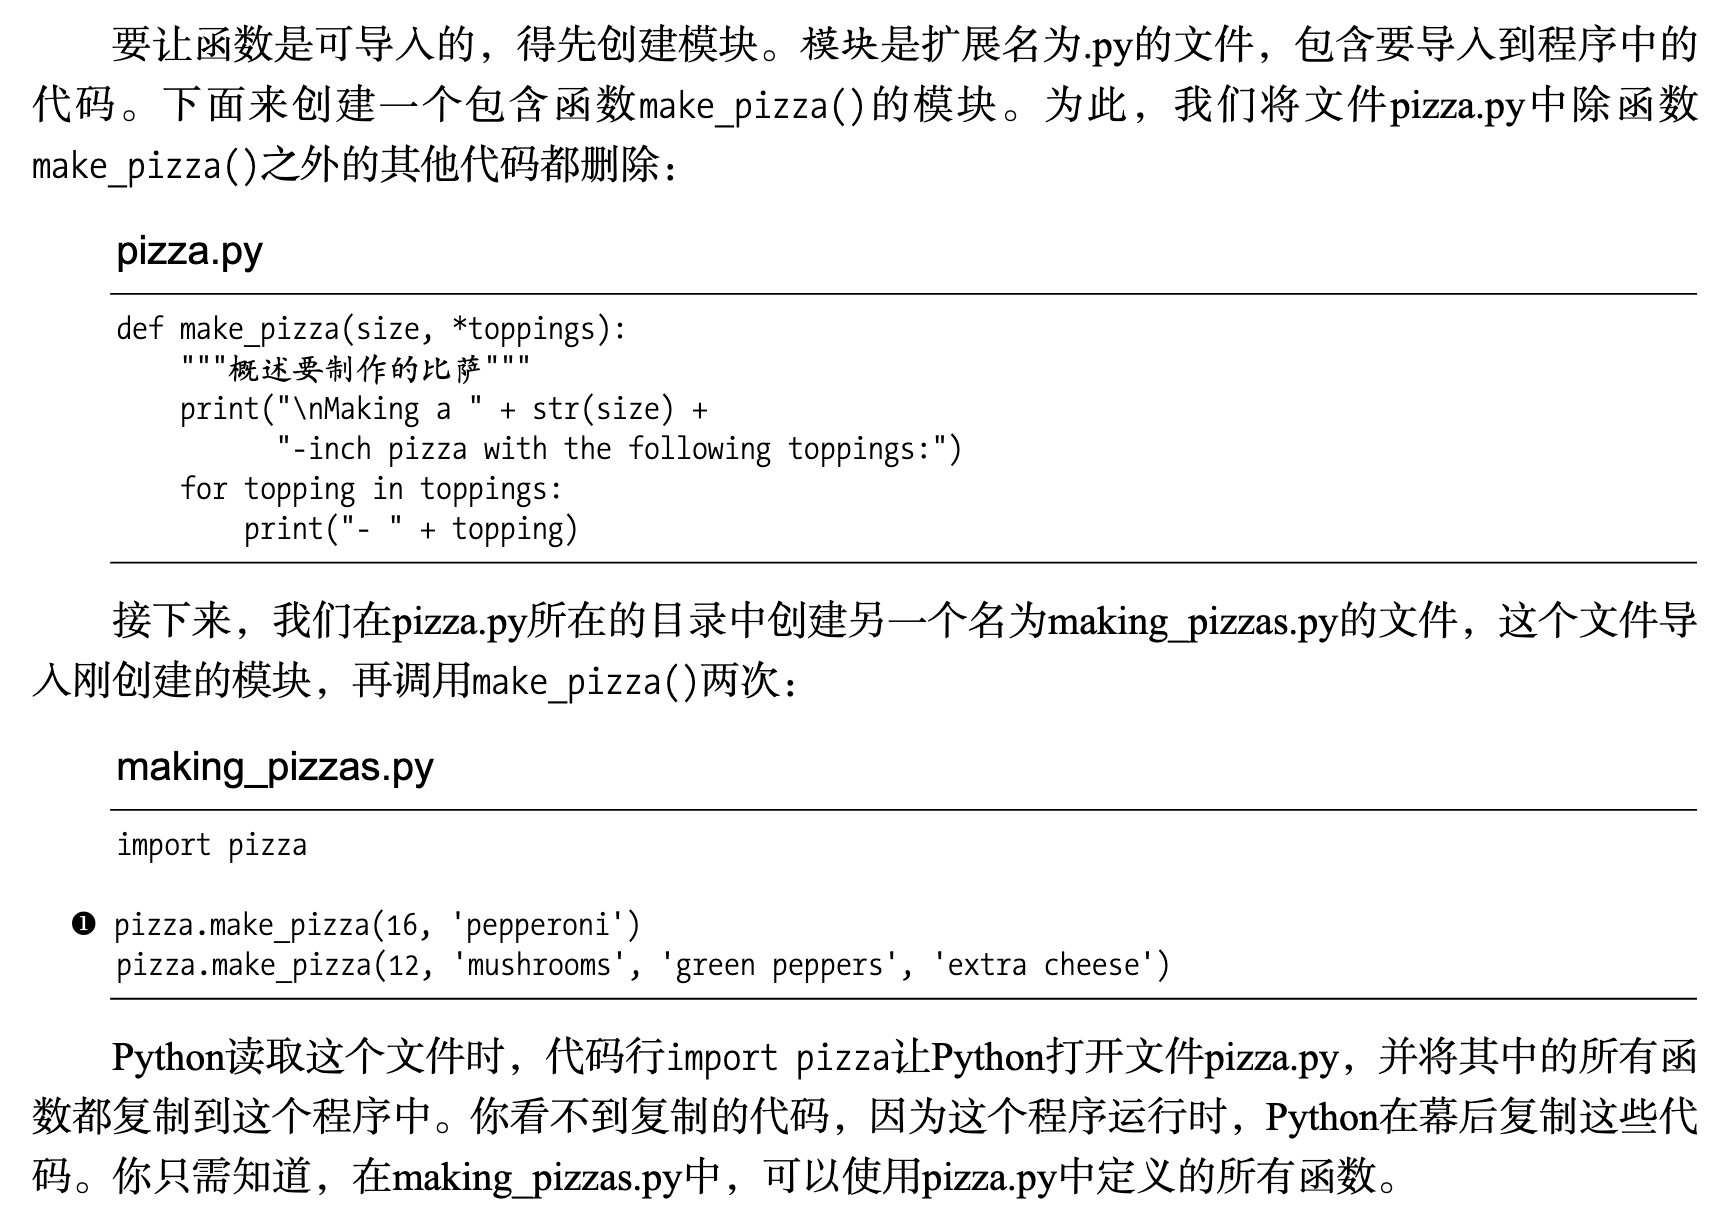 要让函数是可导入的，得先创建模块。模块是扩展名为.py的文件，包含要导入到程序中的
代码。下面来创建一个包含函数make_pizza()的模块。为此，我们将文件pizza.py中除函数
make_pizza()之外的其他代码都删除：
pizza.py
def make_pizza(size, *toppings):
    """概述要制作的比萨"""
    print("\nMaking a " + str(size) +
          "-inch pizza with the following toppings:")
    for topping in toppings:
        print("- " + topping)
接下来，我们在pizza.py所在的目录中创建另一个名为making_pizzas.py的文件，这个文件导
入刚创建的模块，再调用make_pizza()两次：
making_pizzas.py
import pizza
❶ pizza.make_pizza(16, 'pepperoni')
pizza.make_pizza(12, 'mushrooms', 'green peppers', 'extra cheese')
Python读取这个文件时，代码行import pizza让Python打开文件pizza.py，并将其中的所有函
数都复制到这个程序中。你看不到复制的代码，因为这个程序运行时，Python在幕后复制这些代
码。你只需知道，在making_pizzas.py中，可以使用pizza.py中定义的所有函数。